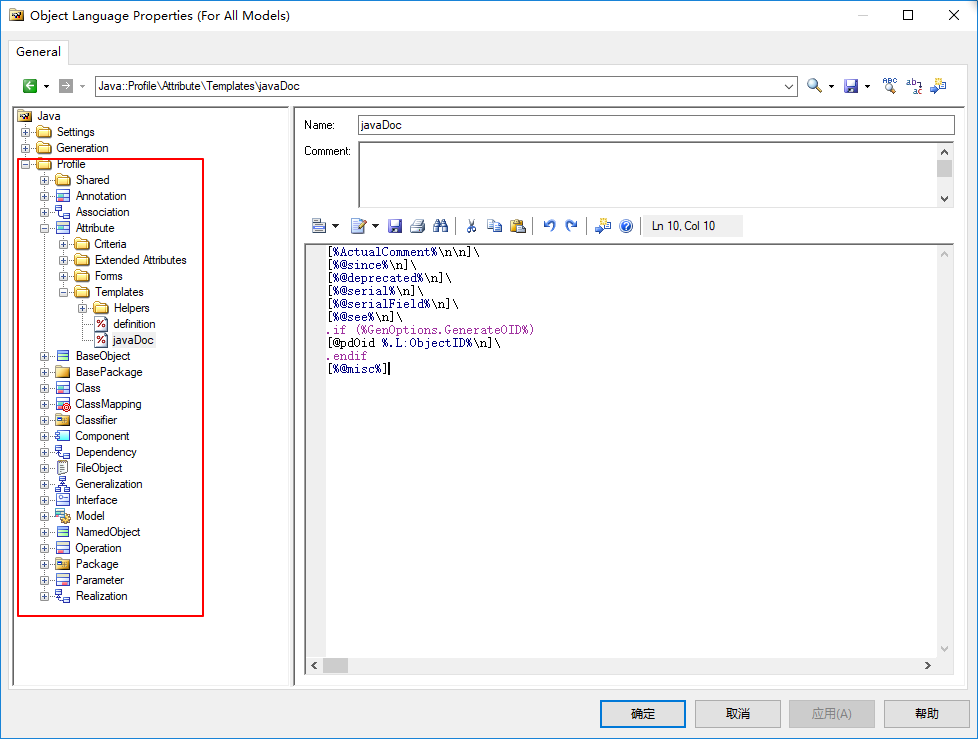 Object Language Properties (For All Models)
General
Java::Profile\Attribute\Templates\javaDoc
Java
Settings
Generation
Profile
Shared
Annotation
Association
Attribute
Criteria
Extended Attributes
Forms
Templates
Helpers
definition
javaDoc
BaseObject
BasePackage
Class
ClassMapping
Classifier
Component
Dependency
FileObject
Generalization
Interface
Model
NamedObject
Operation
Package
Parameter
Realization
Name:
javaDoc
Comment:
Ln 10, Col 10
[%ActualComment%\n\n]\
[%@since%\n]\
[%@deprecated%\n]\
[%@serial%\n]\
[%@serialField%\n]\
[%@see%\n]\
.if (%GenOptions.GenerateOID%)
[@pdOid %.L:ObjectID%\n]\
.endif
[%@misc%]
确定
取消
应用(A)
帮助